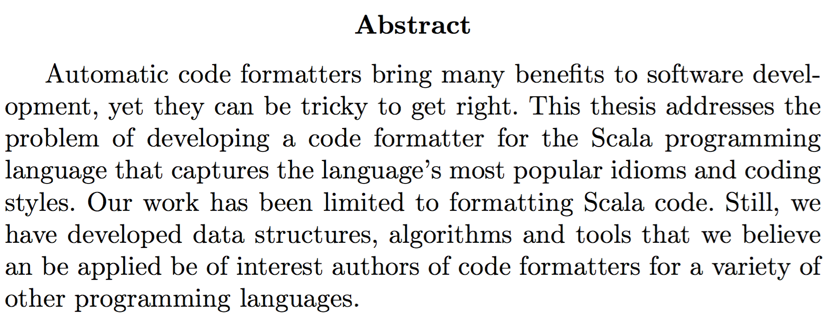 Abstract
Automatic code formatters bring many benefits to software devel-
opment, yet they can be tricky to get right. This thesis addresses the
problem of developing a code formatter for the Scala programming
language that captures the language’s most popular idioms and coding
styles. Our work has been limited to formatting Scala code. Still, we
have developed data structures, algorithms and tools that we believe
an be applied be of interest authors of code formatters for a variety of
other programming languages.